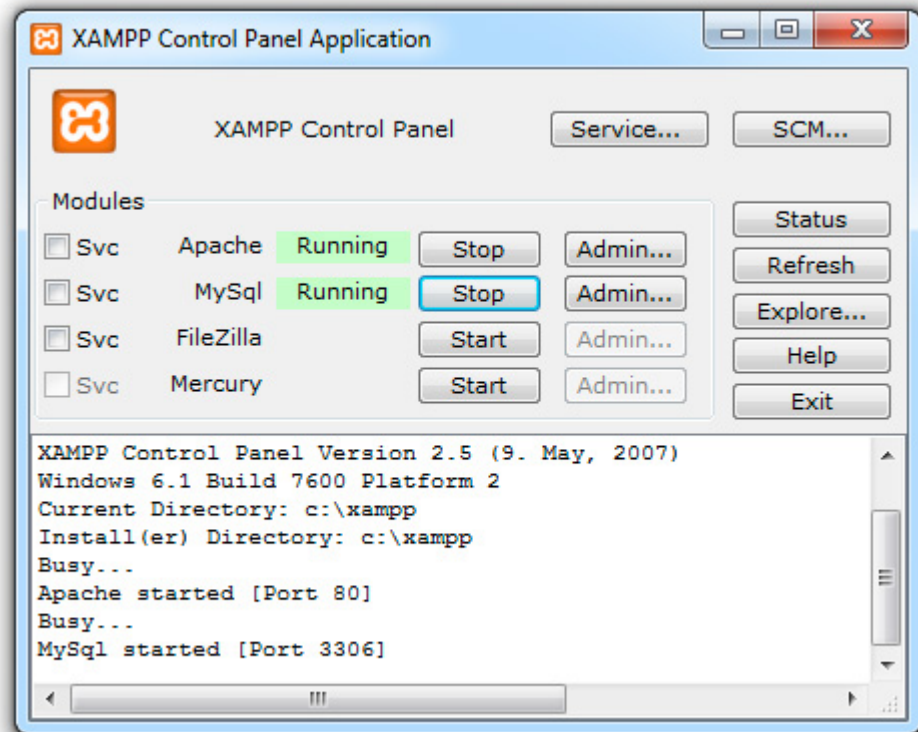 XAMPP Control Panel Application
XAMPP Control Panel Service... SCM...
Modules
Svc Apache Running Stop Admin...
Svc MySql Running Stop Admin...
Svc FileZilla Start Admin...
Svc Mercury Start Admin...
Status
Refresh
Explore...
Help
Exit
XAMPP Control Panel Version 2.5 (9. May, 2007)
Windows 6.1 Build 7600 Platform 2
Current Directory: c:\xampp
Install(er) Directory: c:\xampp
Busy...
Apache started [Port 80]
Busy...
MySql started [Port 3306]